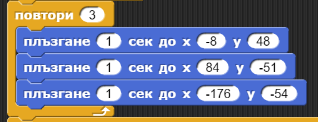 повтори 3
плъзгане 1 сек до x -8 y 48
плъзгане 1 сек до x 84 y -51
плъзгане 1 сек до x -176 y -54